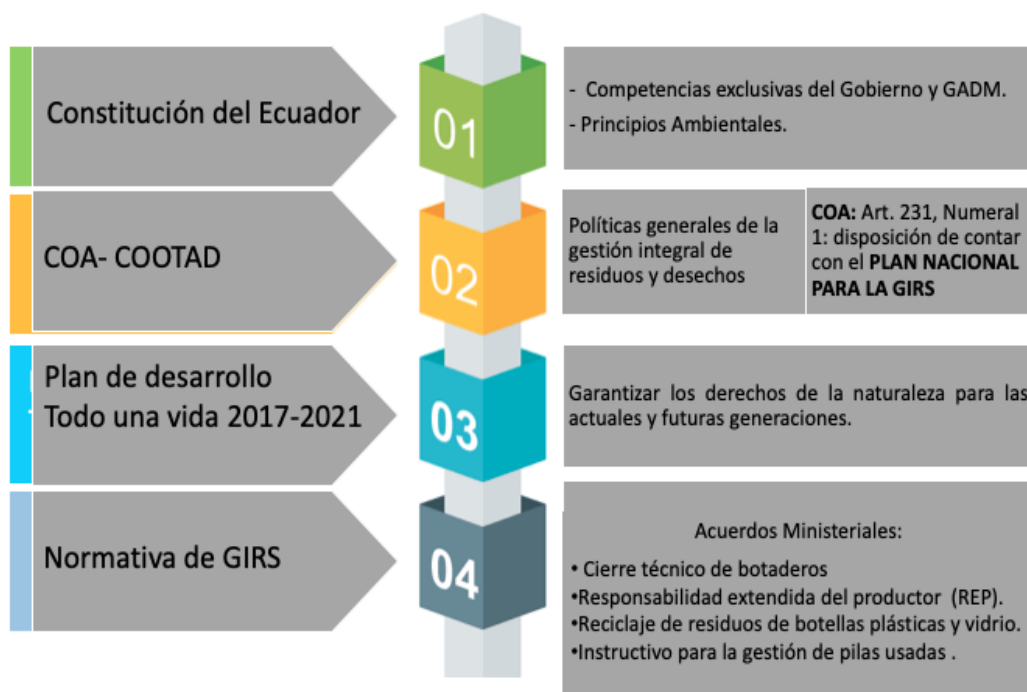 Constitución del Ecuador
01
- Competencias exclusivas del Gobierno y GADM.
- Principios Ambientales.
COA- COOTAD
02
Políticas generales de la
gestión integral de
residuos y desechos
COA: Art. 231, Numeral
1: disposición de contar
con el PLAN NACIONAL
PARA LA GIRS
Plan de desarrollo
Todo una vida 2017-2021
03
Garantizar los derechos de la naturaleza para las
actuales y futuras generaciones.
Normativa de GIRS
04
Acuerdos Ministeriales:
• Cierre técnico de botaderos
•Responsabilidad extendida del productor (REP).
•Reciclaje de residuos de botellas plásticas y vidrio.
•Instructivo para la gestión de pilas usadas .